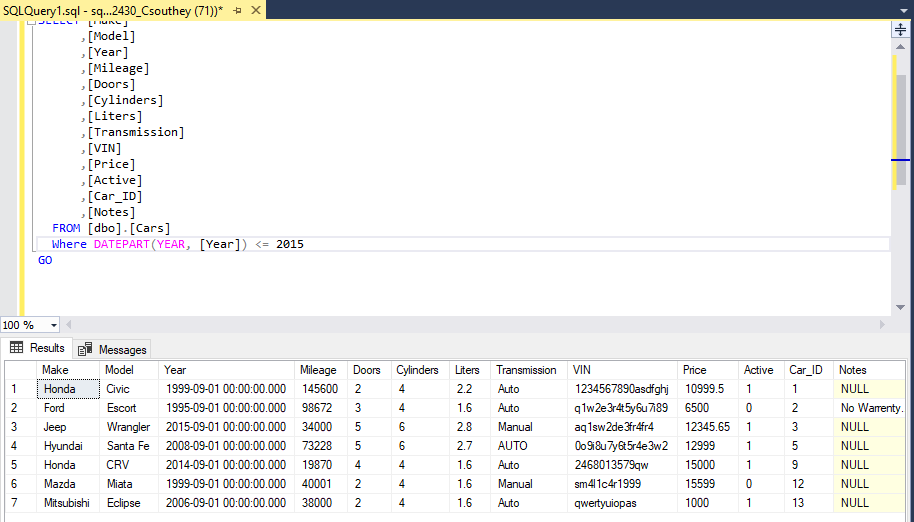 SQLQuery1.sql - sq...2430_Csouthey (71))*
SELECT [Make]
,[Model]
,[Year]
,[Mileage]
,[Doors]
,[Cylinders]
,[Liters]
,[Transmission]
,[VIN]
,[Price]
,[Active]
,[Car_ID]
,[Notes]
FROM [dbo].[Cars]
Where DATEPART(YEAR, [Year]) <= 2015
GO
100 %
Results Messages
Make Model Year Mileage Doors Cylinders Liters Transmission VIN Price Active Car_ID Notes
1 Honda Civic 1999-09-01 00:00:00.000 145600 2 4 2.2 Auto 1234567890asdfghj 10999.5 1 1 NULL
2 Ford Escort 1995-09-01 00:00:00.000 98672 3 4 1.6 Auto q1w2e3r4t5y6u7i89 6500 0 2 No Warrenty.
3 Jeep Wrangler 2015-09-01 00:00:00.000 34000 5 6 2.8 Manual aq1sw2de3fr4fr4 12345.65 1 3 NULL
4 Hyundai Santa Fe 2008-09-01 00:00:00.000 73228 5 6 2.7 AUTO 0o9i8u7y6t5r4e3w2 12999 1 5 NULL
5 Honda CRV 2014-09-01 00:00:00.000 19870 4 4 1.6 Auto 2468013579qw 15000 1 9 NULL
6 Mazda Miata 1999-09-01 00:00:00.000 40001 2 4 1.6 Manual sm4l1c4r1999 15599 0 12 NULL
7 Mitsubishi Eclipse 2006-09-01 00:00:00.000 38000 2 4 1.6 Auto qwertyuiopas 1000 1 13 NULL